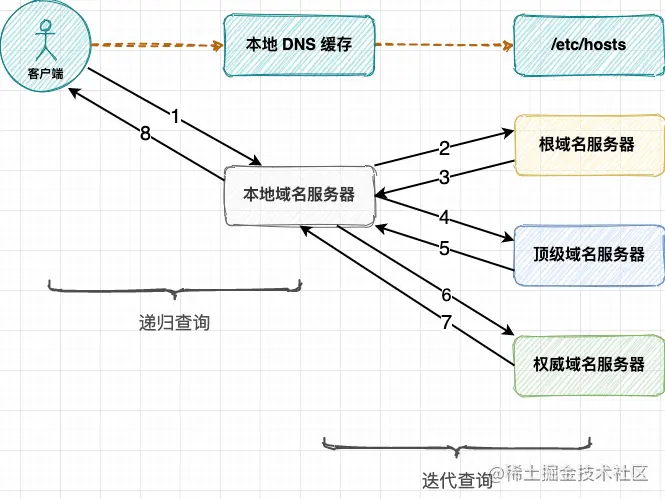 客户端
本地 DNS 缓存
/etc/hosts
1
8
2
3
4
5
6
7
本地域名服务器
根域名服务器
顶级域名服务器
权威域名服务器
递归查询
迭代查询
@稀土掘金技术社区